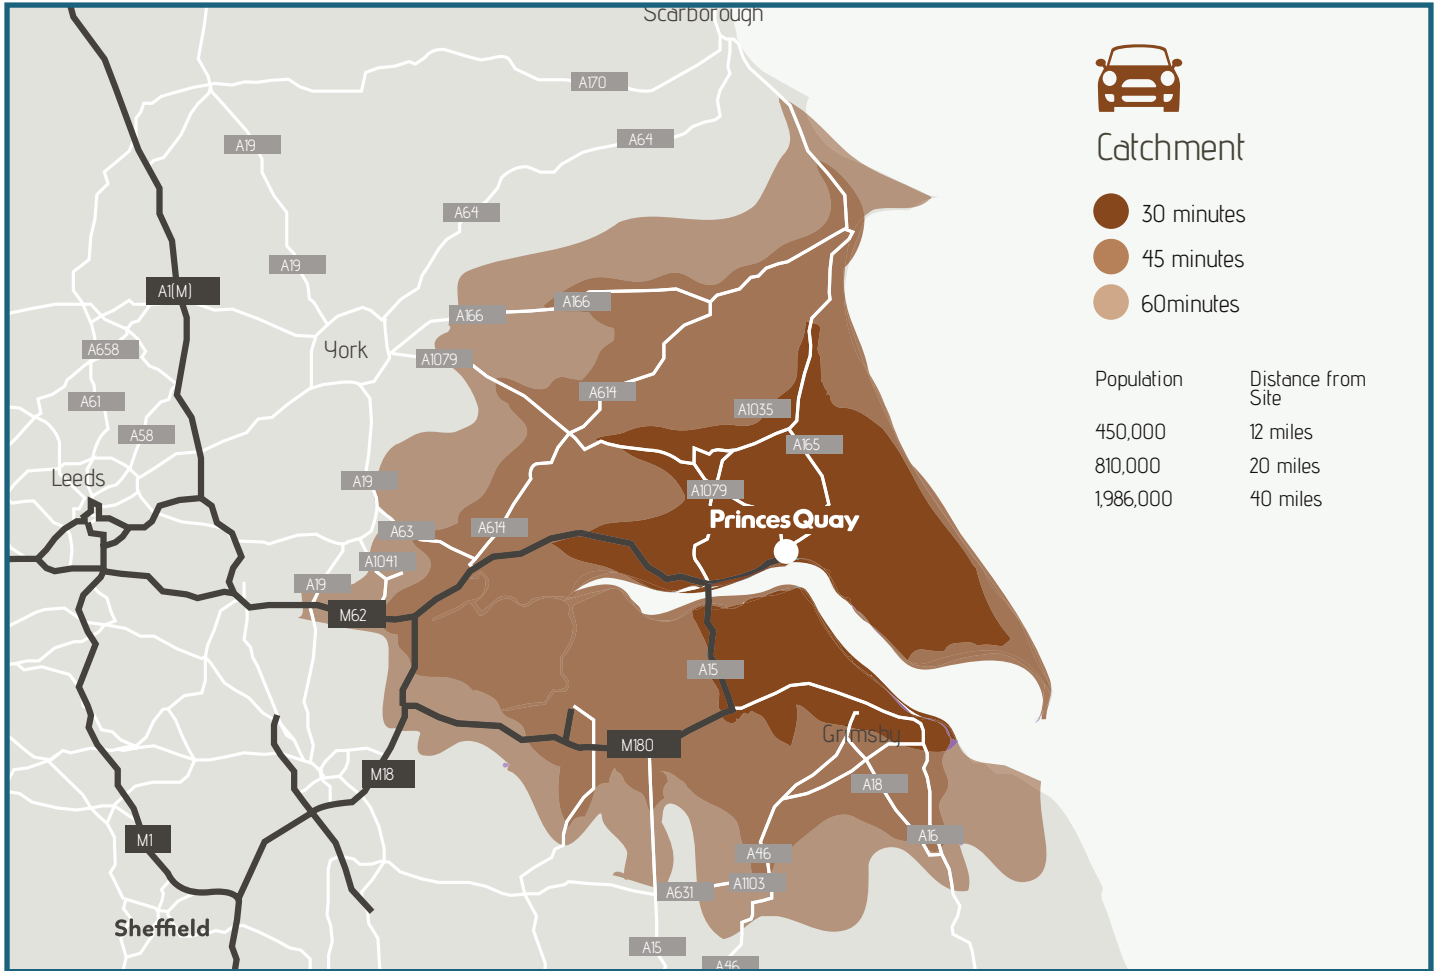 Scarborough
A170
A64
A19
A64
A19
A1(M)
A166
A166
York
A658
A1079
A614
A61
A1035
A58
A165
Leeds
A19
A1079
A63
A614
PrincesQuay
A1041
A19
M62
A15
Grimsby
M180
M18
A18
M1
A16
A46
A1103
A631
Sheffield
A15
A46
Catchment
30 minutes
45 minutes
60minutes
Population Distance from
Site
450,000 12 miles
810,000 20 miles
1,986,000 40 miles